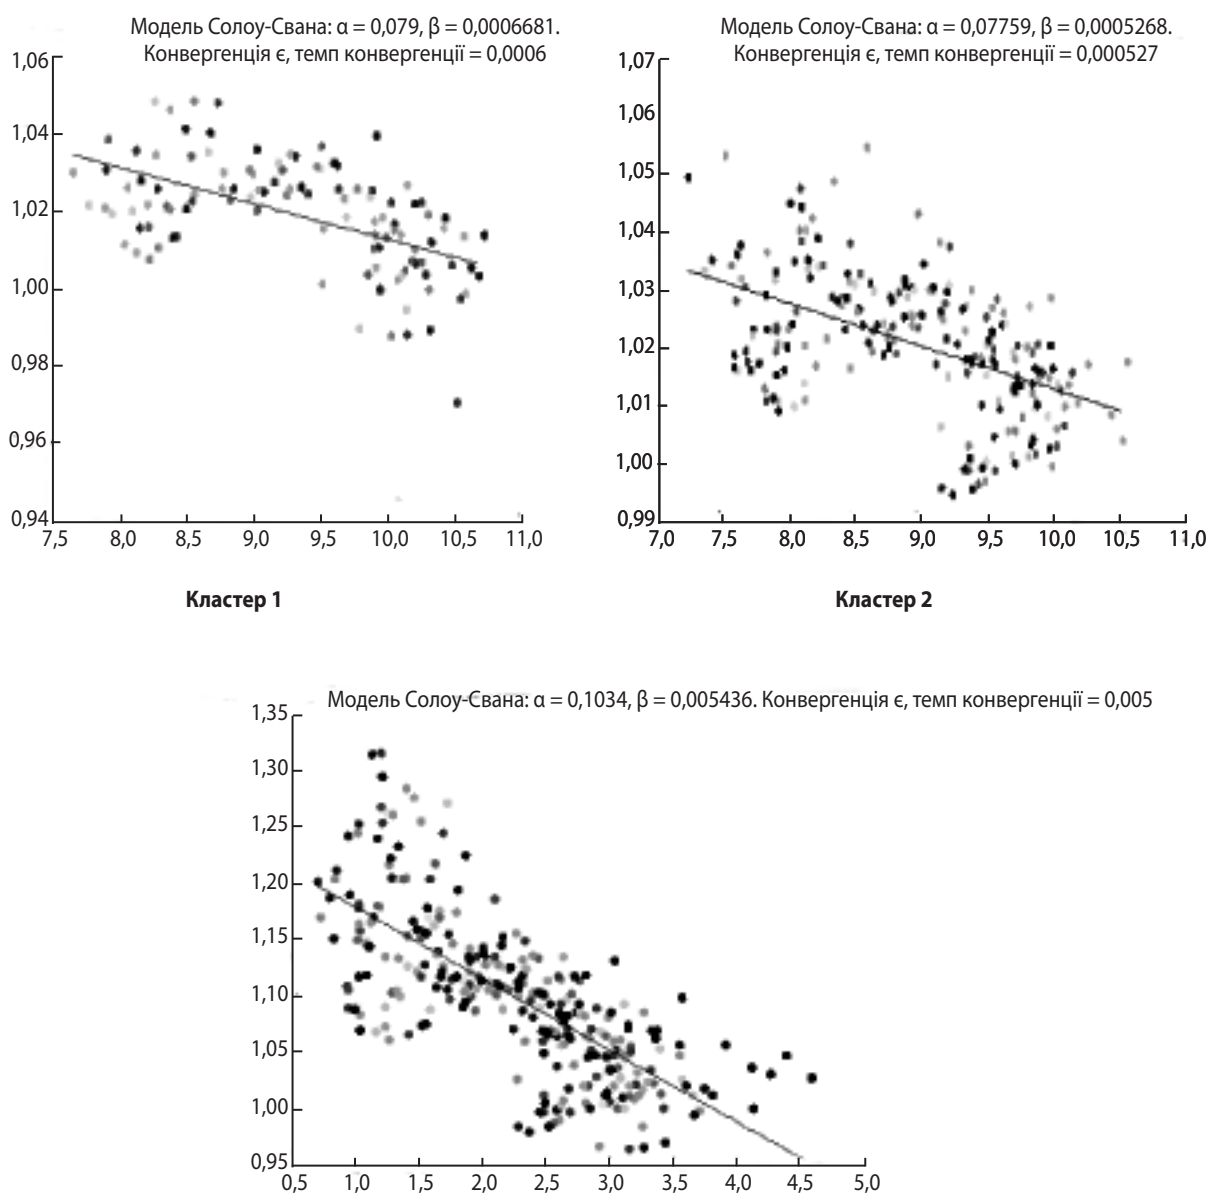 Модель Солоу-Свана: α = 0,079, β = 0,0006681.
Конвергенція є, темп конвергенції = 0,0006
1,06
1,04
1,02
1,00
0,98
0,96
0,94
7,5 8,0 8,5 9,0 9,5 10,0 10,5 11,0
Кластер 1
Модель Солоу-Свана: α = 0,07759, β = 0,0005268.
Конвергенція є, темп конвергенції = 0,000527
1,07
1,06
1,05
1,04
1,03
1,02
1,01
1,00
0,99
7,0 7,5 8,0 8,5 9,0 9,5 10,0 10,5 11,0
Кластер 2
Модель Солоу-Свана: α = 0,1034, β = 0,005436. Конвергенція є, темп конвергенції = 0,005
1,35
1,30
1,25
1,20
1,15
1,10
1,05
1,00
0,95
0,5 1,0 1,5 2,0 2,5 3,0 3,5 4,0 4,5 5,0